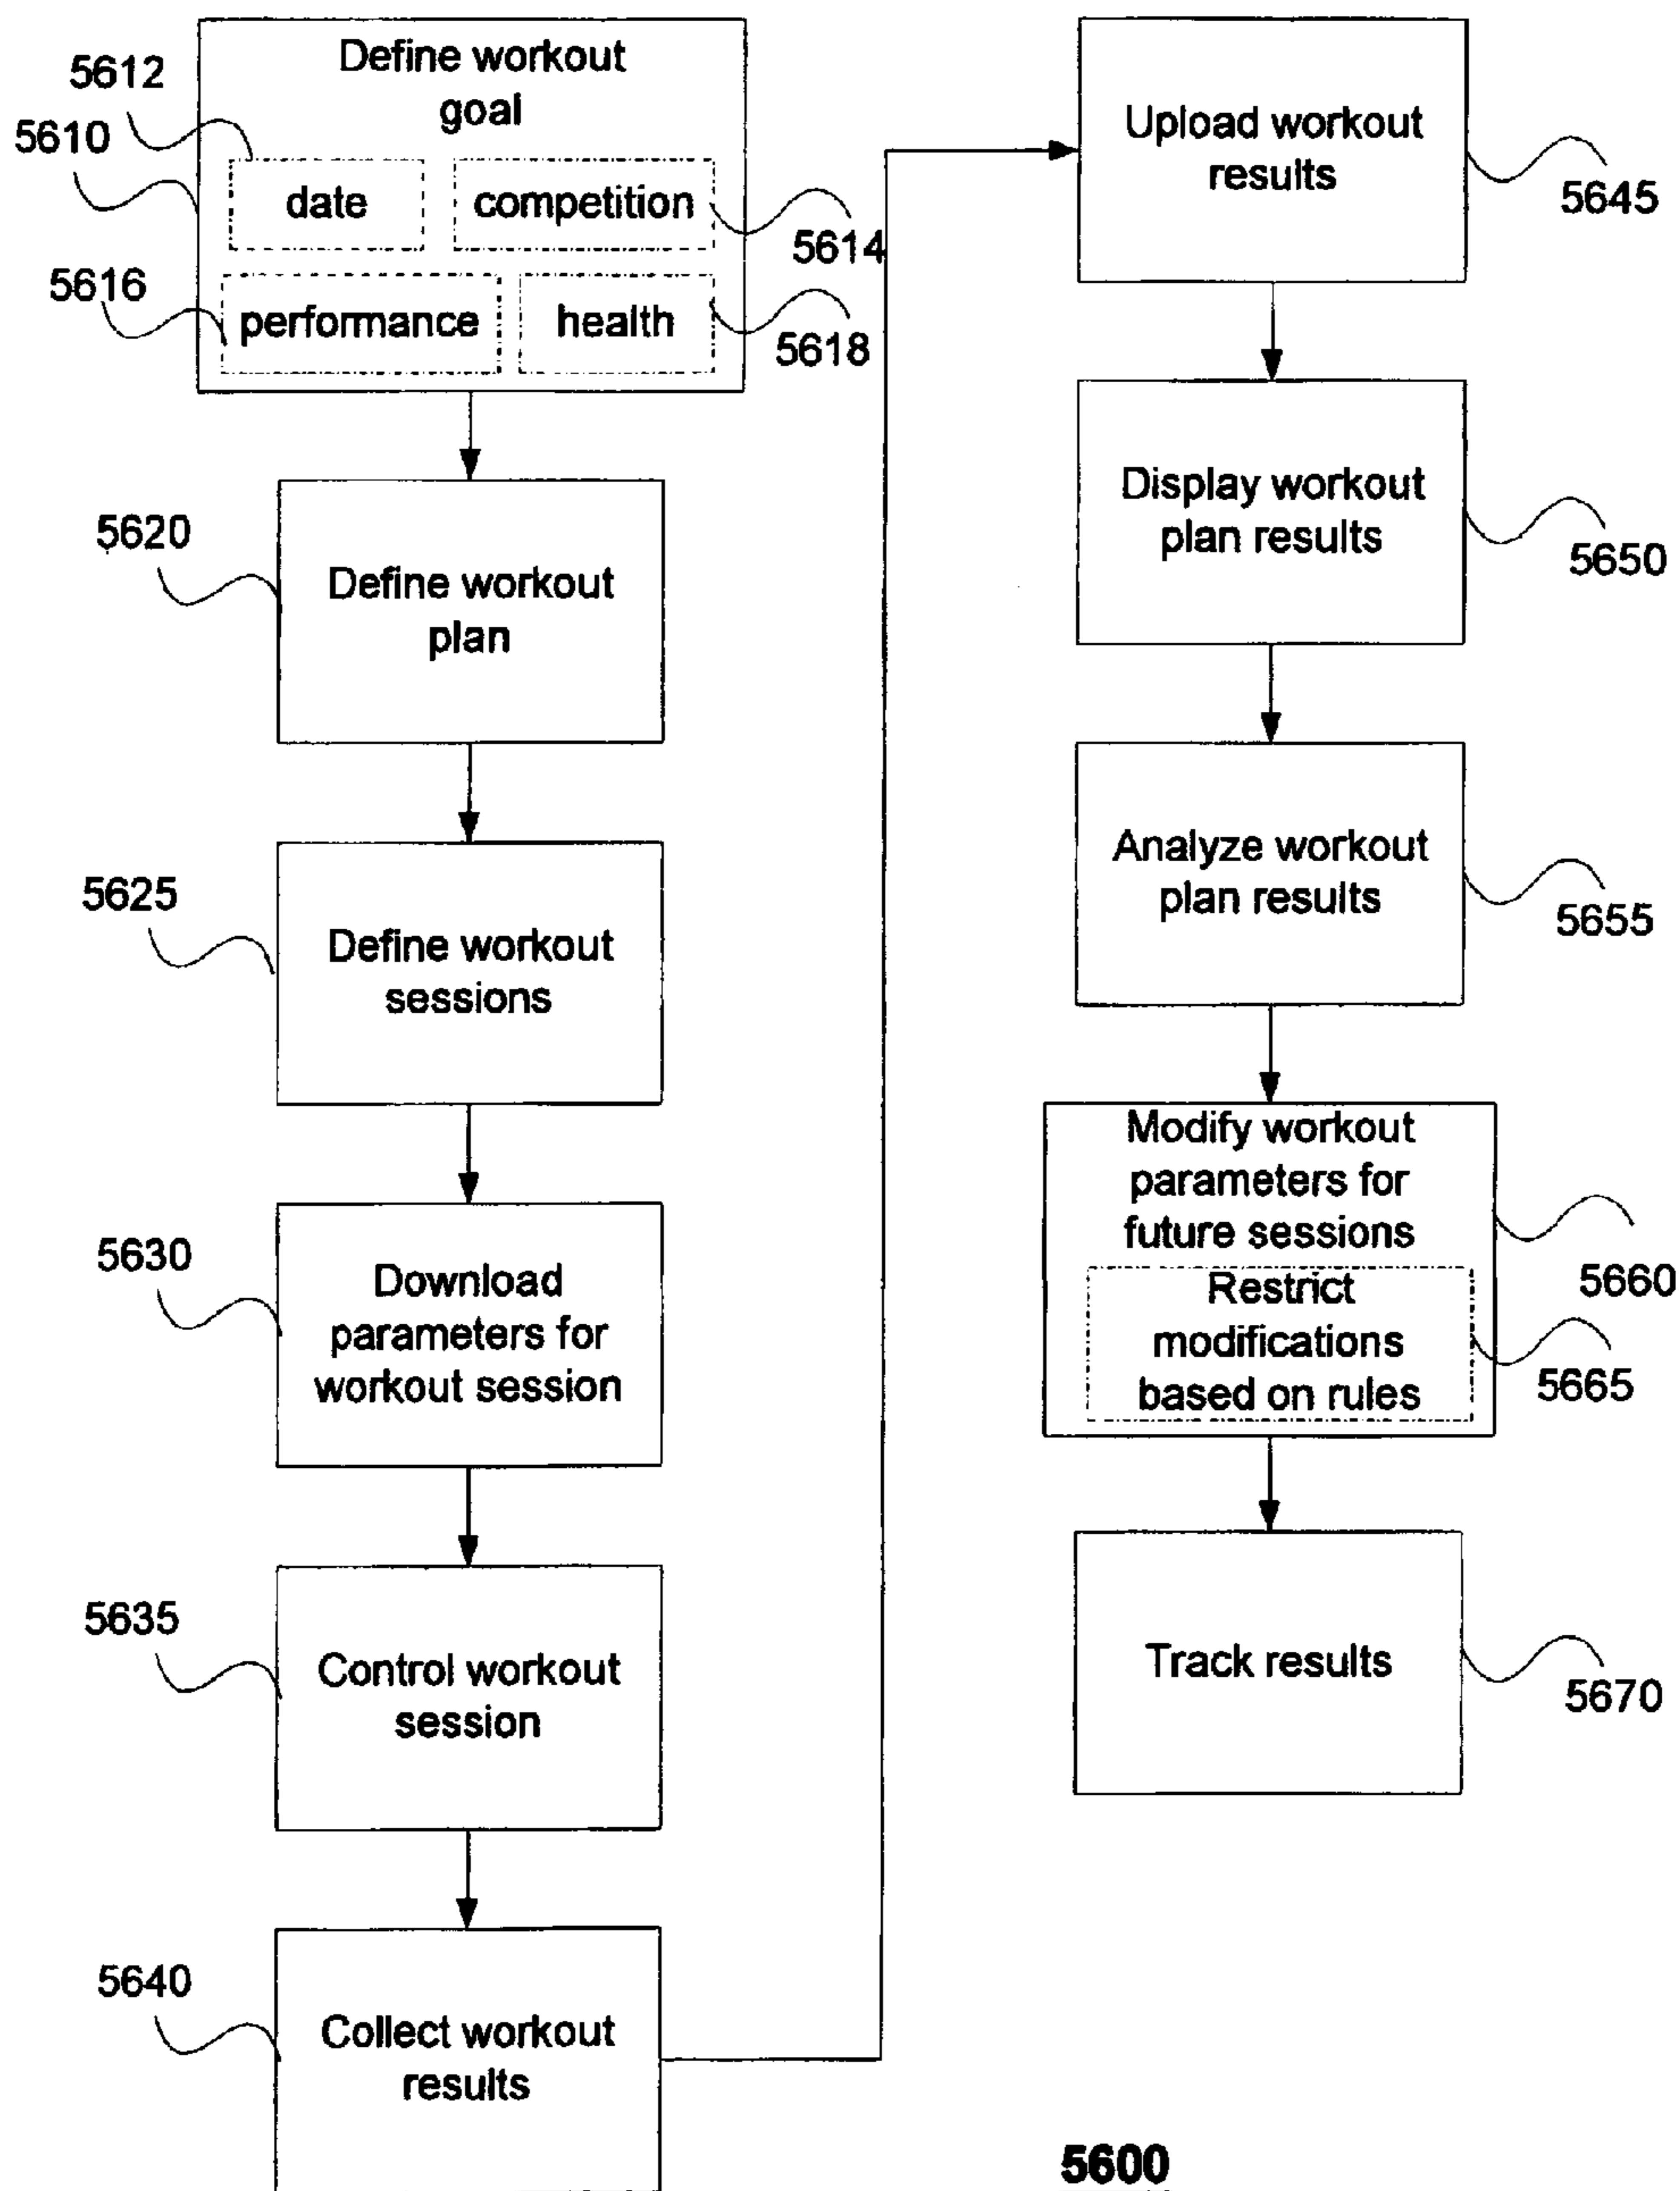 Define workout
goal
5612
5610
date
competition
5614
5616
performance
health
5618
5620
Define workout
plan
5625
Define workout
sessions
5630
Download
parameters for
workout session
5635
Control workout
session
5640
Collect workout
results
Upload workout
results
5645
Display workout
plan results
5650
Analyze workout
plan results
5655
Modify workout
parameters for
future sessions
5660
Restrict
modifications
based on rules
5665
Track results
5670
5600